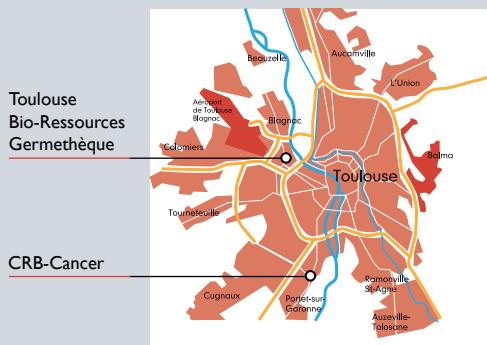 Toulouse
Bio-Ressources
Germethèque
CRB-Cancer
Beauzelle
Aucamville
L'Union
Aéroport
de Toulouse
Blagnac
Blagnac
Colomiers
Balma
Toulouse
Tournefeuille
Cugnaux
Portet-sur-
Garonne
Ramonville
St-Agne
Auzeville-
Tolosane